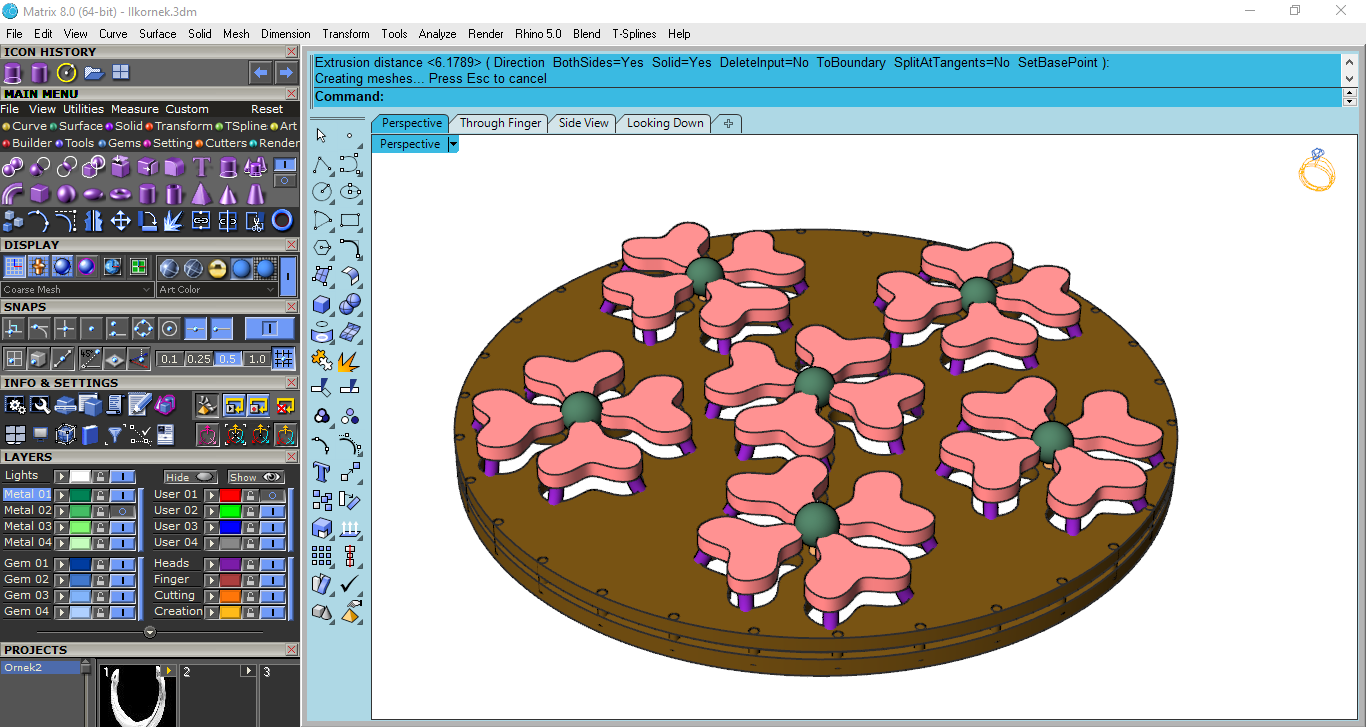 Matrix 8.0 (64-bit) - Ilkornek.3dm
File Edit View Curve Surface Solid Mesh Dimension Transform Tools Analyze Render Rhino 5.0 Blend T-Splines Help
ICON HISTORY
MAIN MENU
File View Utilities Measure Custom Reset
Curve Surface Solid Transform TSpline Art
Builder Tools Gems Setting Cutters Render
DISPLAY
Coarse Mesh Art Color
SNAPS
0.1 0.25 0.5 1.0
INFO & SETTINGS
LAYERS
Lights Hide Show
Metal 01 User 01
Metal 02 User 02
Metal 03 User 03
Metal 04 User 04
Gem 01 Heads
Gem 02 Finger
Gem 03 Cutting
Gem 04 Creation
PROJECTS
Ornek2
1 2 3
Extrusion distance <6.1789> ( Direction BothSides=Yes Solid=Yes DeleteInput=No ToBoundary SplitAtTangents=No SetBasePoint ):
Creating meshes... Press Esc to cancel
Command:
Perspective Through Finger Side View Looking Down
Perspective